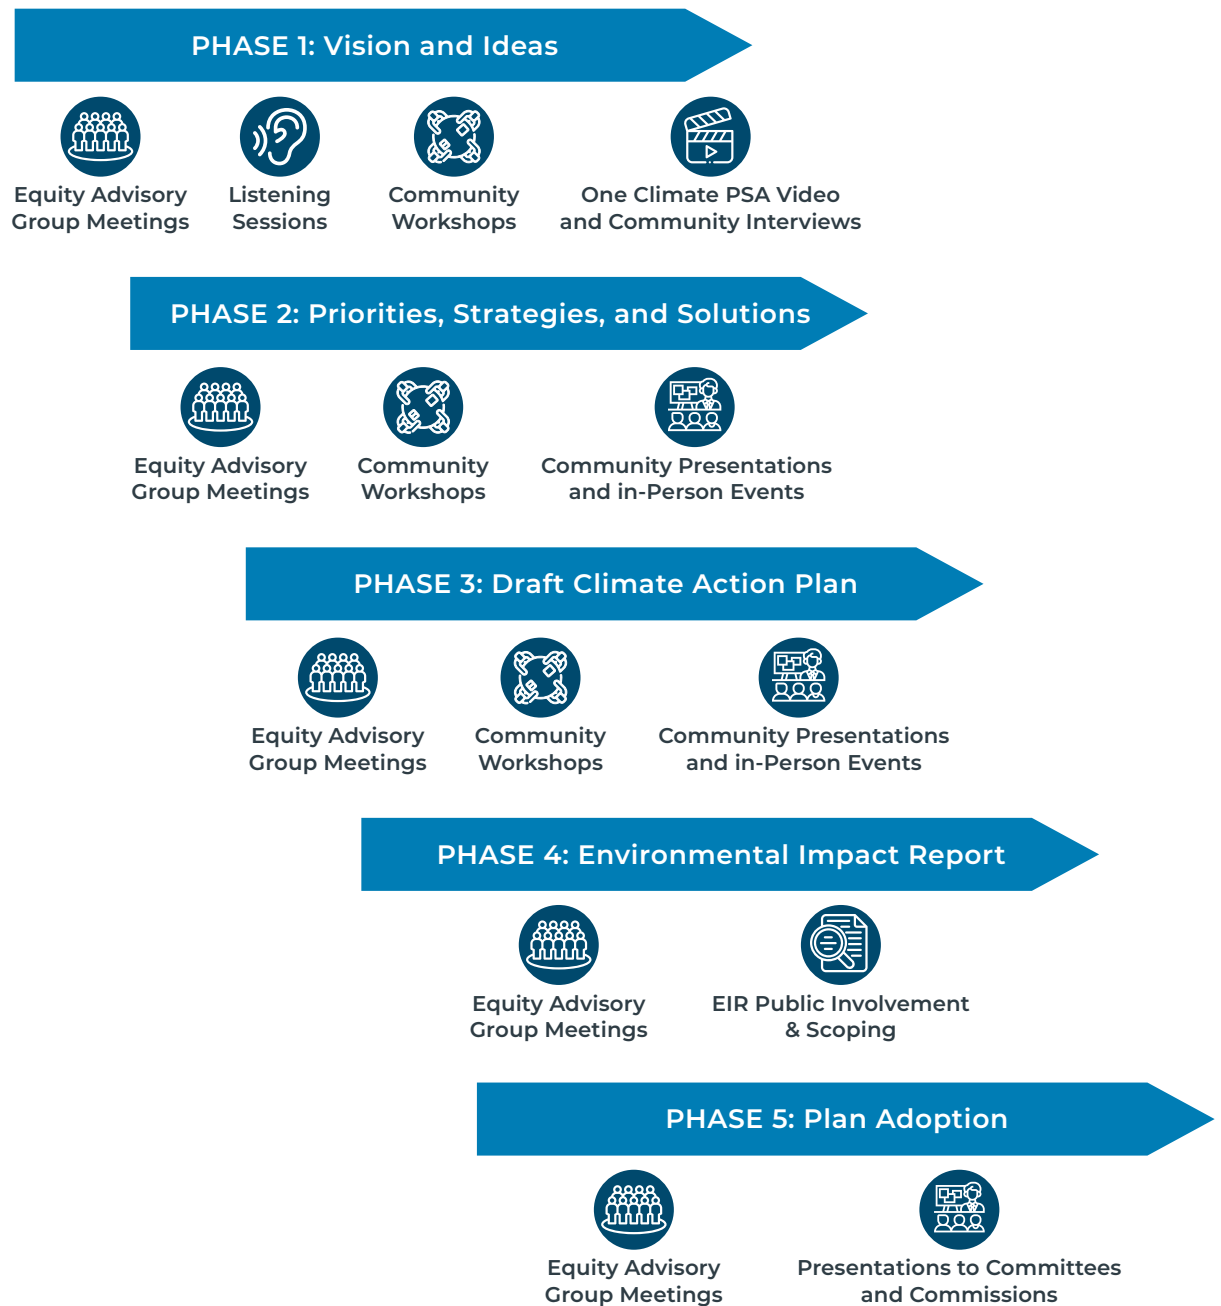 PHASE 1: Vision and Ideas
Equity Advisory
Group Meetings
Listening
Sessions
Community
Workshops
One Climate PSA Video
and Community Interviews
PHASE 2: Priorities, Strategies, and Solutions
Equity Advisory
Group Meetings
Community
Workshops
Community Presentations
and in-Person Events
PHASE 3: Draft Climate Action Plan
Equity Advisory
Group Meetings
Community
Workshops
Community Presentations
and in-Person Events
PHASE 4: Environmental Impact Report
Equity Advisory
Group Meetings
EIR Public Involvement
& Scoping
PHASE 5: Plan Adoption
Equity Advisory
Group Meetings
Presentations to Committees
and Commissions